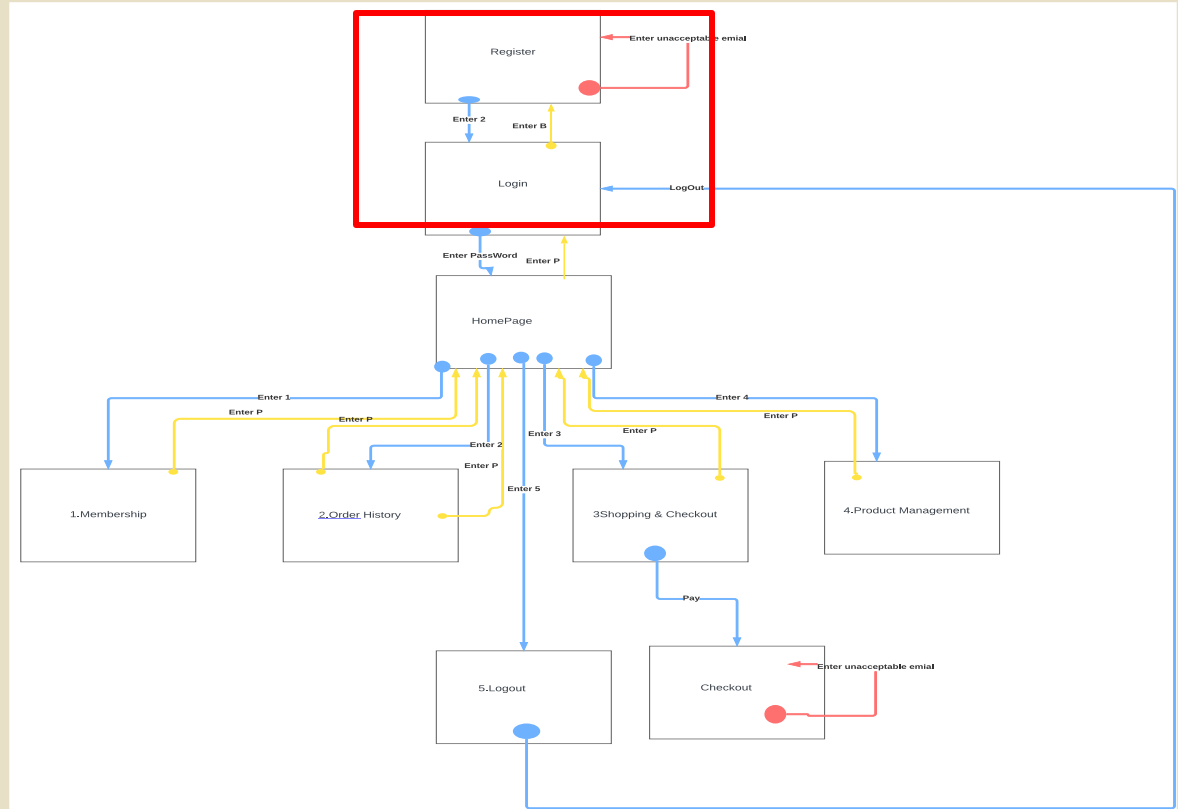 Register
Enter unacceptable emial
Enter 2
Enter B
Login
LogOut
Enter PassWord
Enter P
HomePage
Enter 1
Enter 4
Enter P
Enter P
Enter P
Enter 3
Enter P
Enter 2
Enter P
Enter 5
1.Membership
2.Order History
3Shopping & Checkout
4.Product Management
Pay
Enter unacceptable emial
5.Logout
Checkout